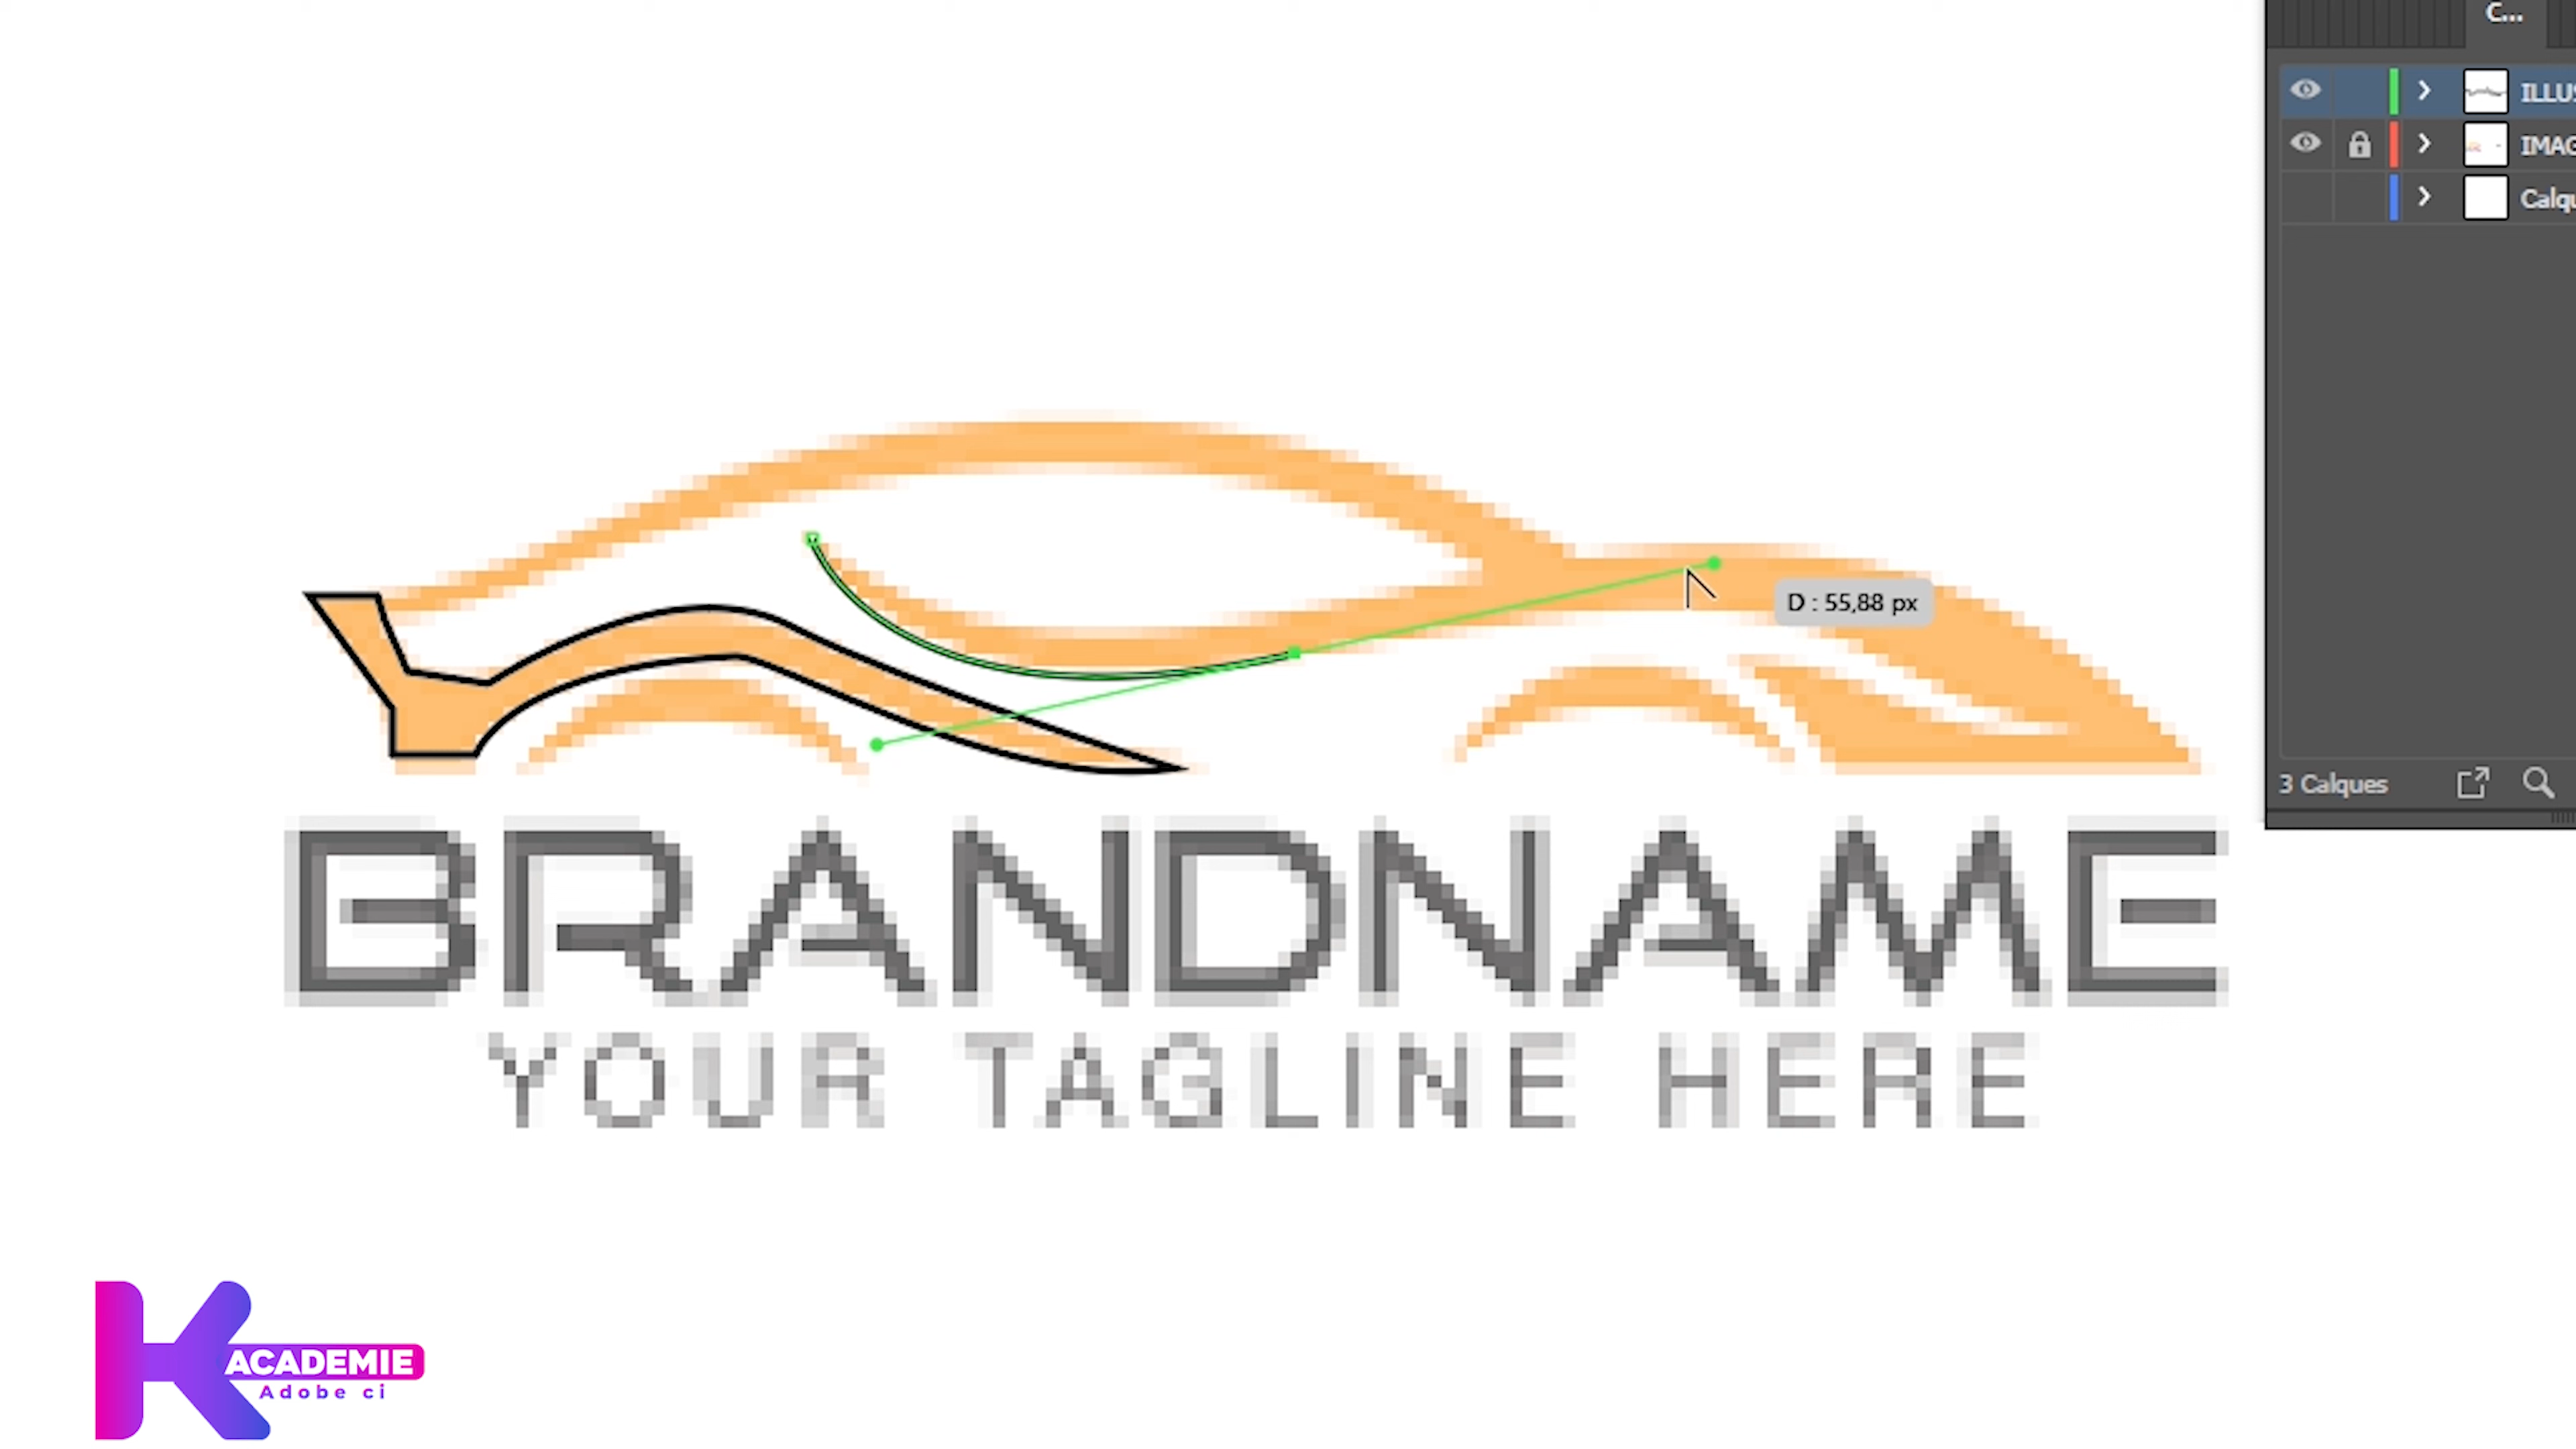 C...
ILLUS
IMAG
Calqu
D : 55,88 px
3 Calques
BRANDNAME
YOUR TAGLINE HERE
K
ACADEMIE
Adobe ci